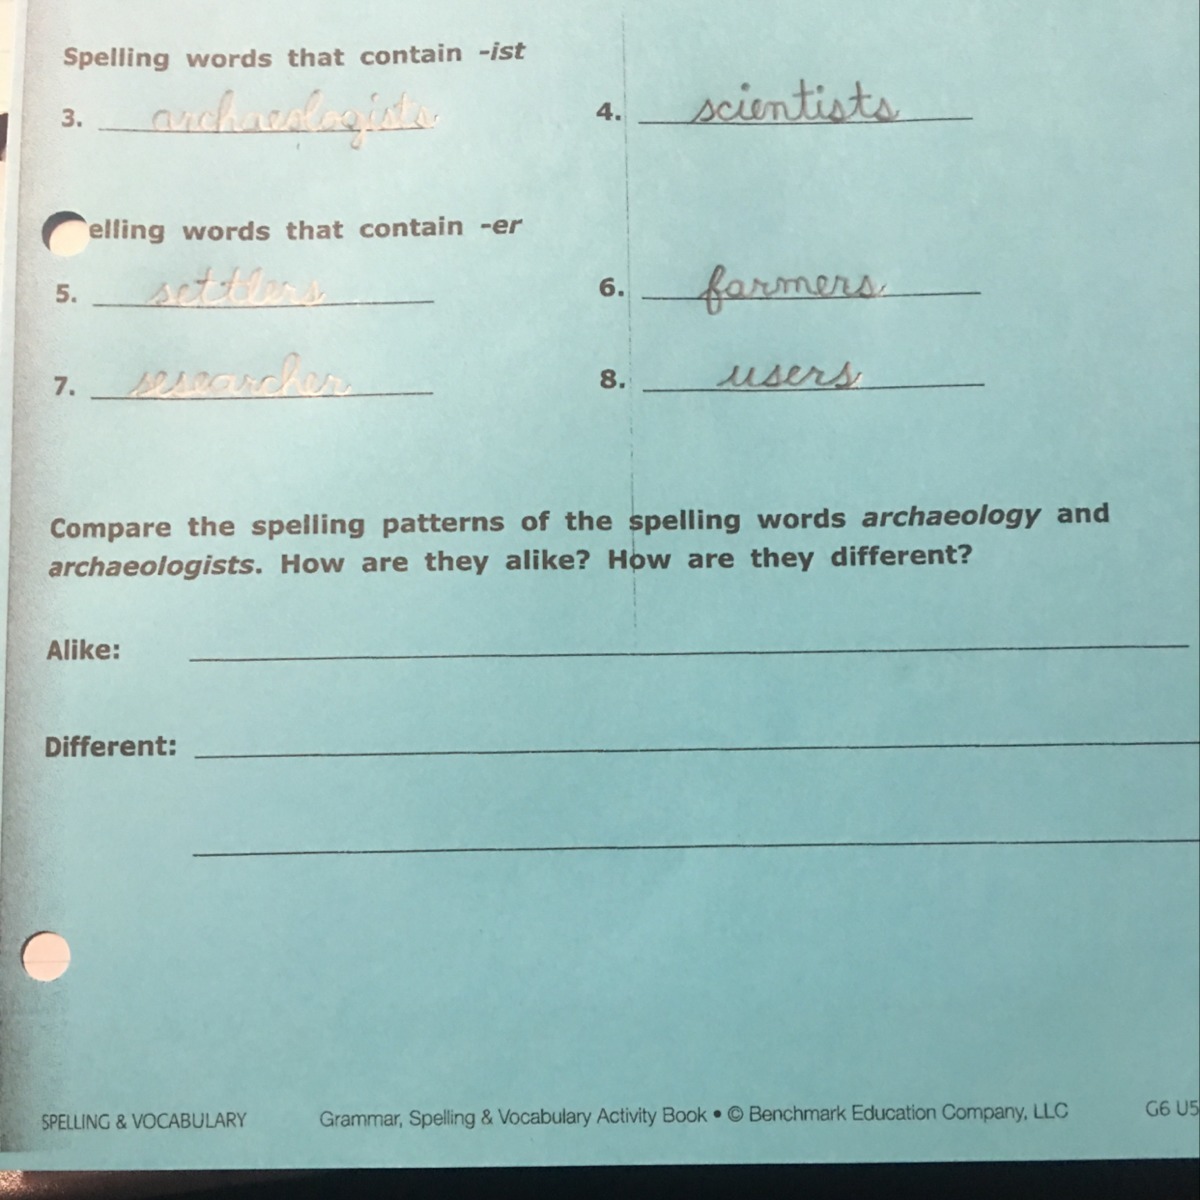 Spelling words that contain -ist
3. archaeologists 4. scientists
elling words that contain -er
5. settlers 6. farmers
7. researcher 8. users
Compare the spelling patterns of the spelling words archaeology and
archaeologists. How are they alike? How are they different?
Alike:
Different:
SPELLING & VOCABULARY Grammar, Spelling & Vocabulary Activity Book • © Benchmark Education Company, LLC G6 U5